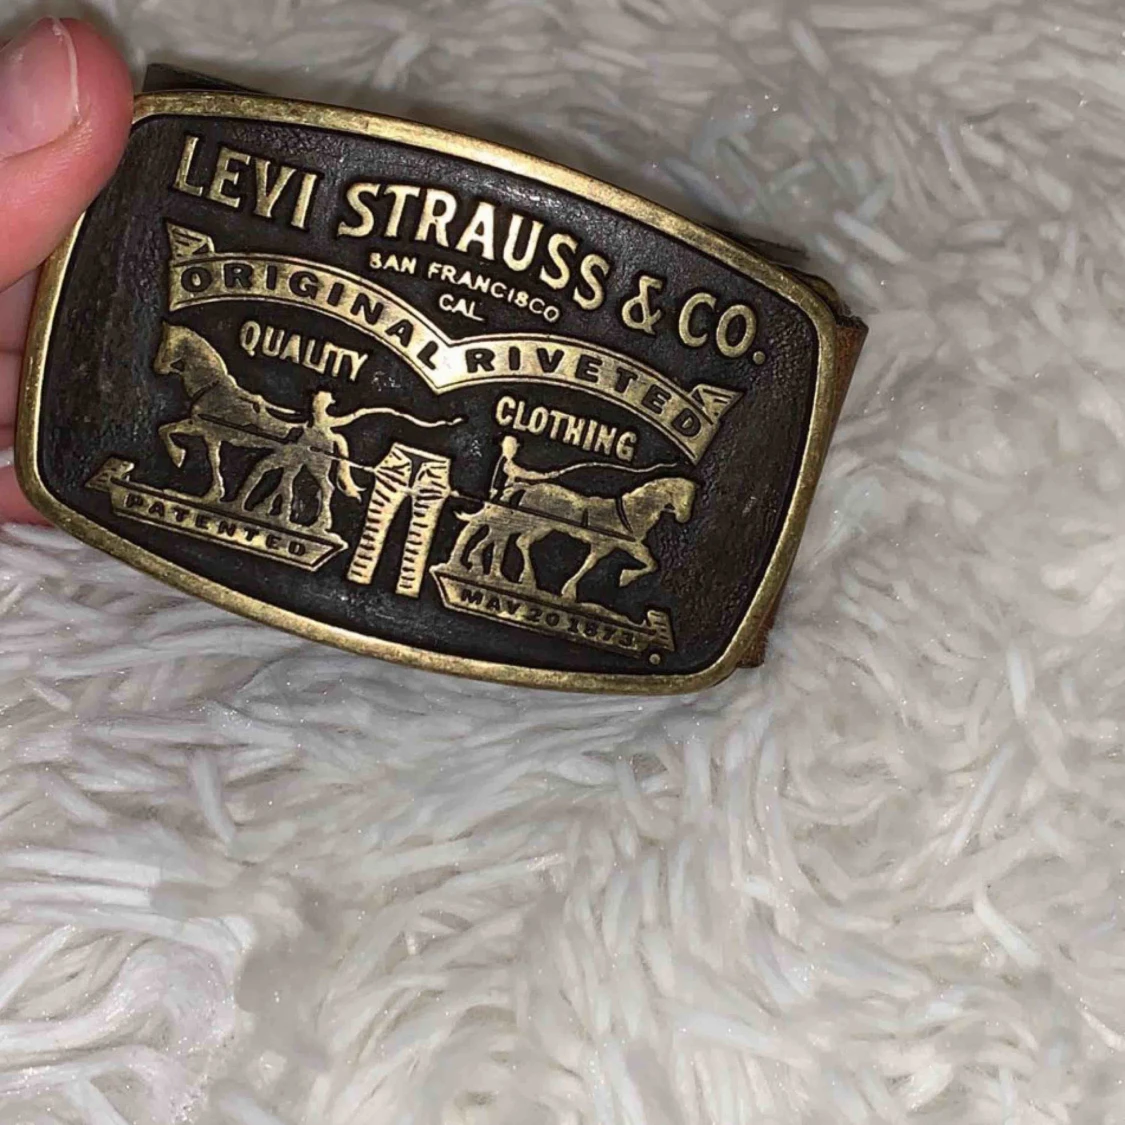 LEVI STRAUSS & CO.
SAN FRANCISCO
CAL
ORIGINAL RIVETED
QUALITY
CLOTHING
PATENTED
MAY 20 1873